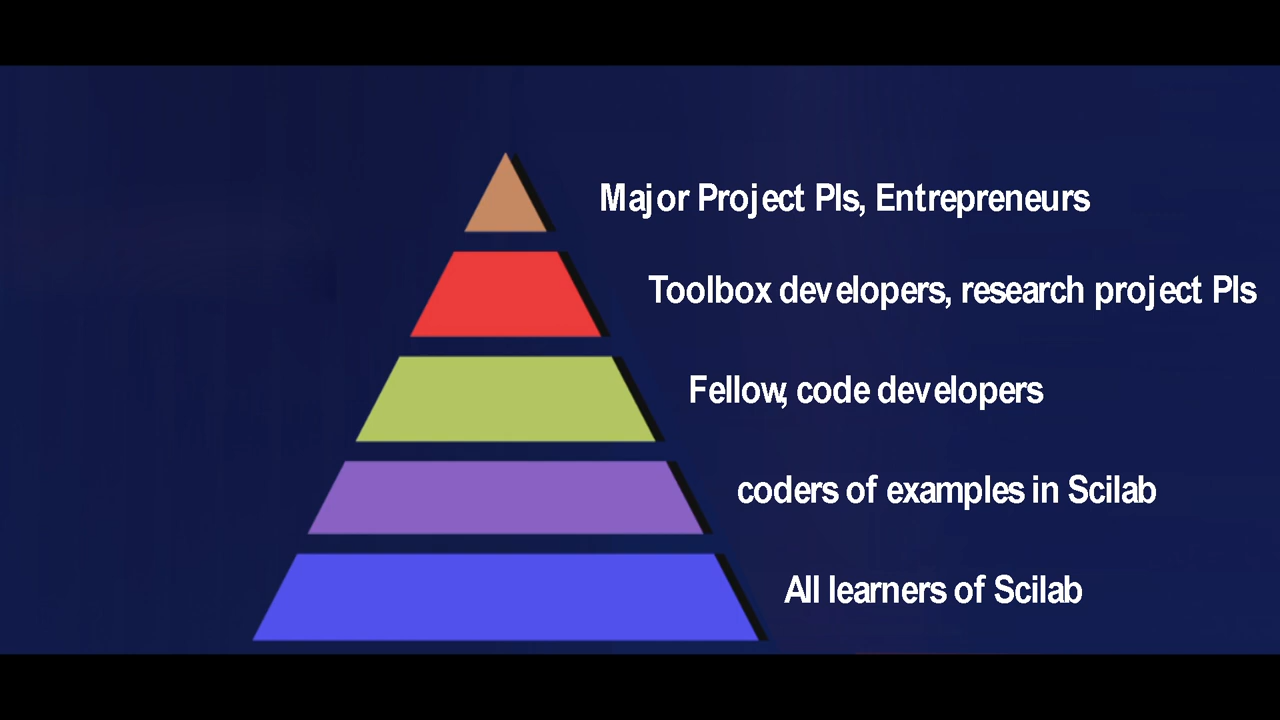 Major Project PIs, Entrepreneurs
Toolbox developers, research project PIs
Fellow, code developers
coders of examples in Scilab
All learners of Scilab